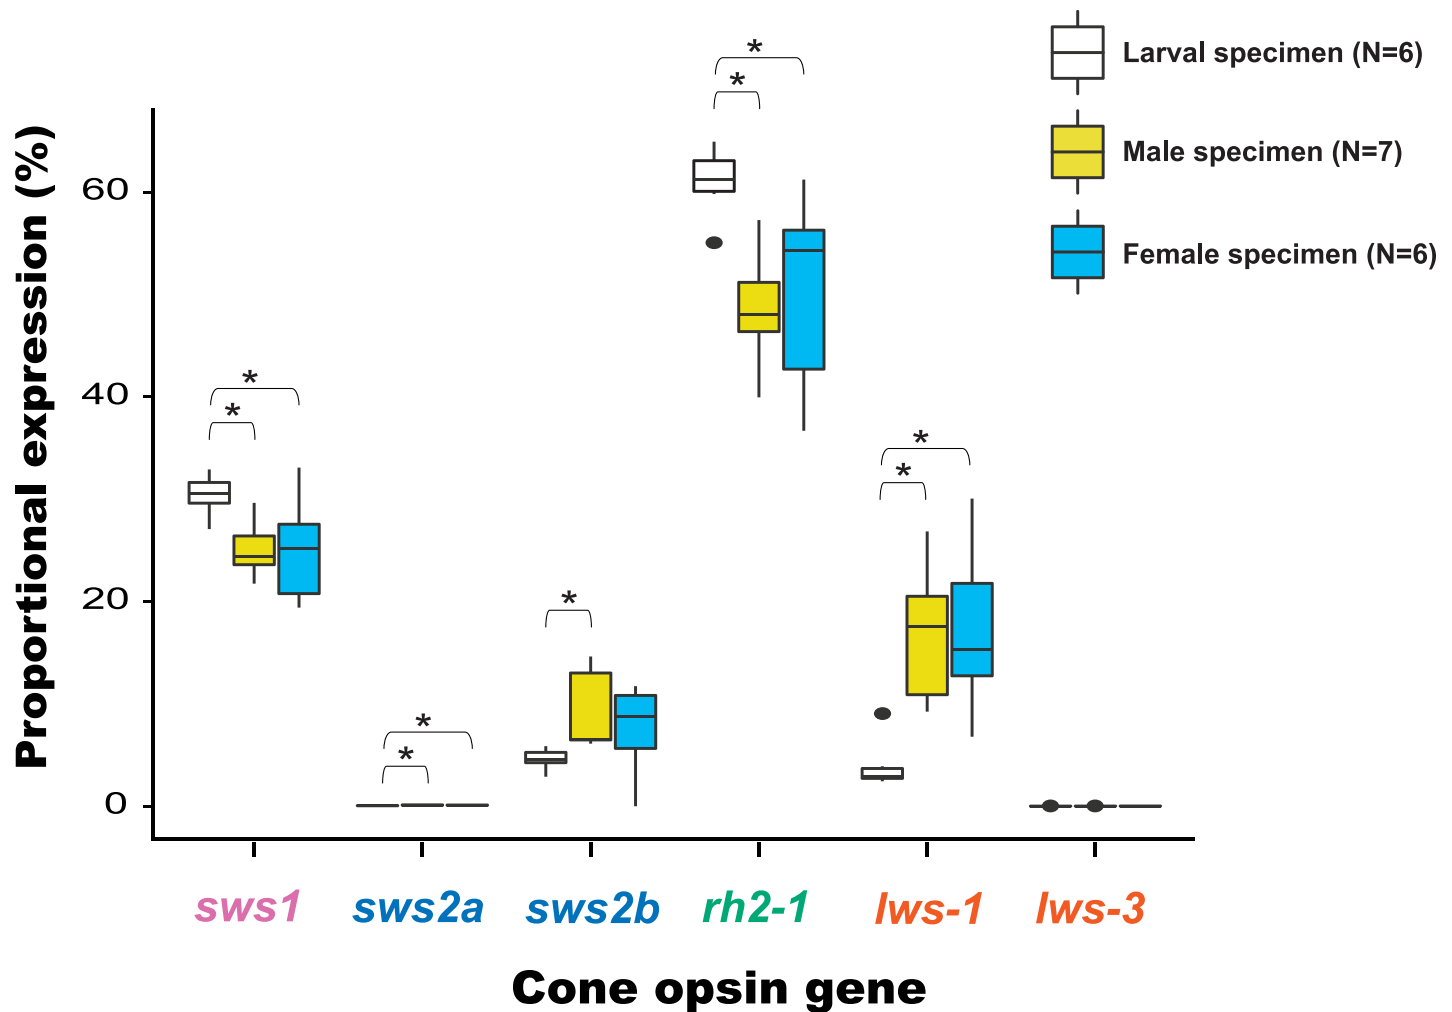 Larval specimen (N=6)
Male specimen (N=7)
Female specimen (N=6)
Proportional expression (%)
60
40
20
0
* *
* *
* *
*
* *
sws1 sws2a sws2b rh2-1 lws-1 lws-3
Cone opsin gene